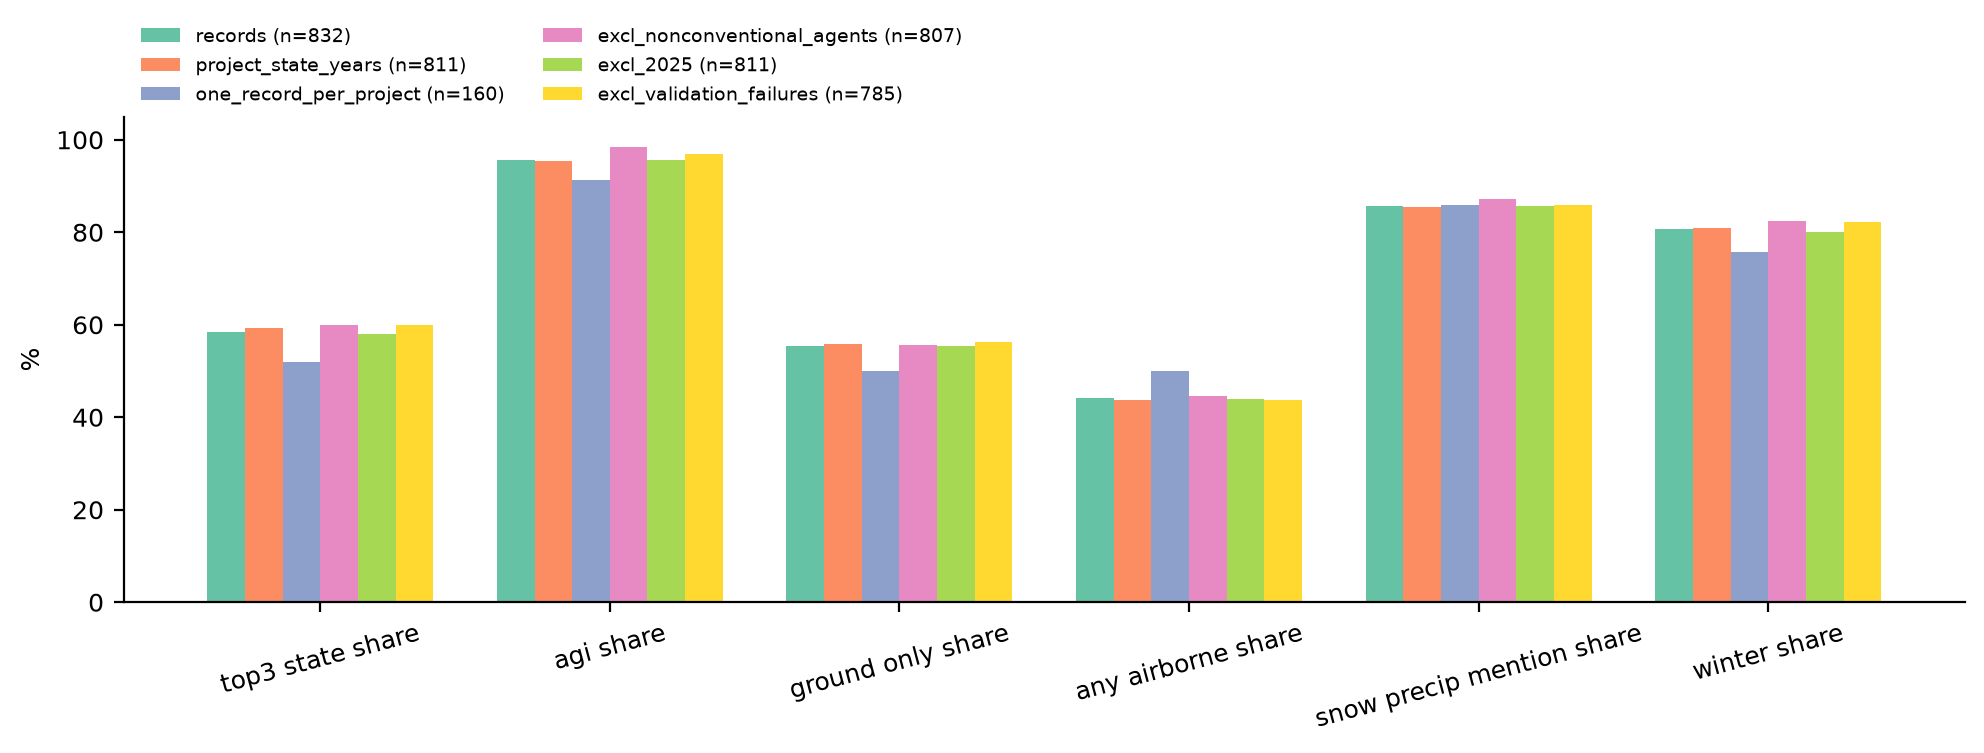 records (n=832)
project_state_years (n=811)
one_record_per_project (n=160)
excl_nonconventional_agents (n=807)
excl_2025 (n=811)
excl_validation_failures (n=785)
%
100
80
60
40
20
0
top3 state share
agi share
ground only share
any airborne share
snow precip mention share
winter share